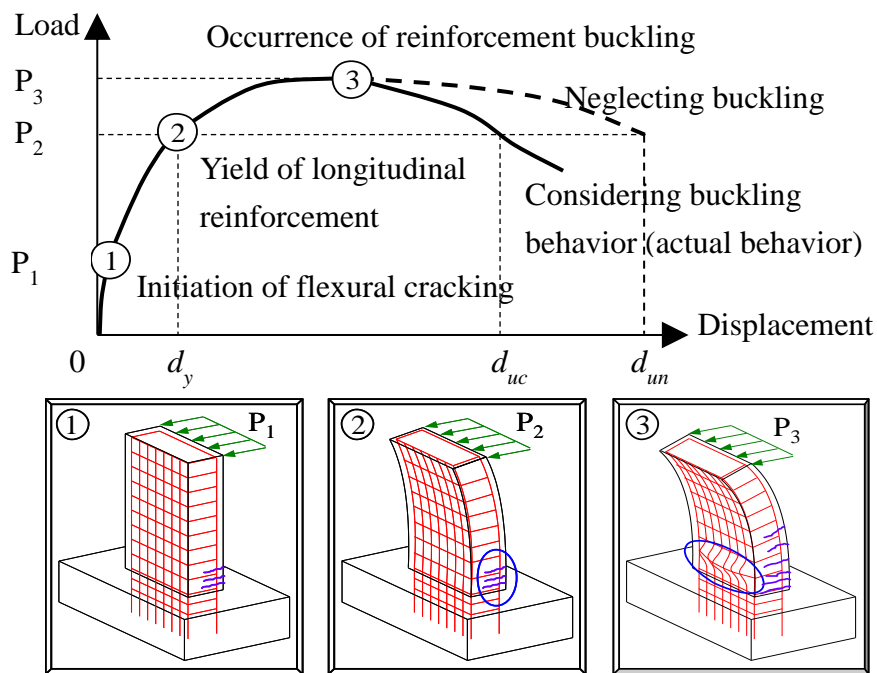 Load
Occurrence of reinforcement buckling
P3
3
Neglecting buckling
P2
2
Yield of longitudinal
reinforcement
Considering buckling
behavior (actual behavior)
P1
1
Initiation of flexural cracking
Displacement
0
dy
duc
dun
1
P1
2
P2
3
P3